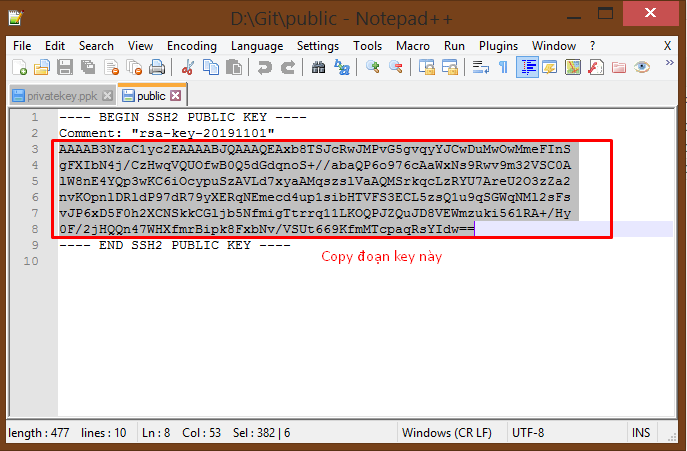 D:\Git\public - Notepad++
File Edit Search View Encoding Language Settings Tools Macro Run Plugins Window ? X
privatekey.ppk public
1 ---- BEGIN SSH2 PUBLIC KEY ----
2 Comment: "rsa-key-20191101"
3 AAAAB3NzaC1yc2EAAAABJQAAAQEAxb8TSJcRwJMPvG5gvqyYJCwDuMwOwMmeFInS
4 gFXIbN4j/CzHwqVQUOfwB0Q5dGdqnoS+//abaQP6o976cAaWxNs9Rwv9m32VSC0A
5 lW8nE4YQp3wKC6iOcypuSzAVLd7xyaAMqszslVaAQMSrkqcLzRYU7AreU2O3zZa2
6 nvKOpnlDRldP97dR79yXERqNEmecd4up1sibHTVFS3ECL5zsQ1u9qSGWqNMl2sFs
7 vJP6xD5F0h2XCNSkkCGljb5NfmigTtrrq11LKOQPJZQuJD8VEWmzuki561RA+/Hy
8 0F/2jHQQn47WHXfmrBipk8FxbNv/VSUt669KfmMTcpaqRsYIdw==
9 ---- END SSH2 PUBLIC KEY ----
10
Copy đoạn key này
length : 477 lines : 10 Ln : 8 Col : 53 Sel : 382 | 6 Windows (CR LF) UTF-8 INS